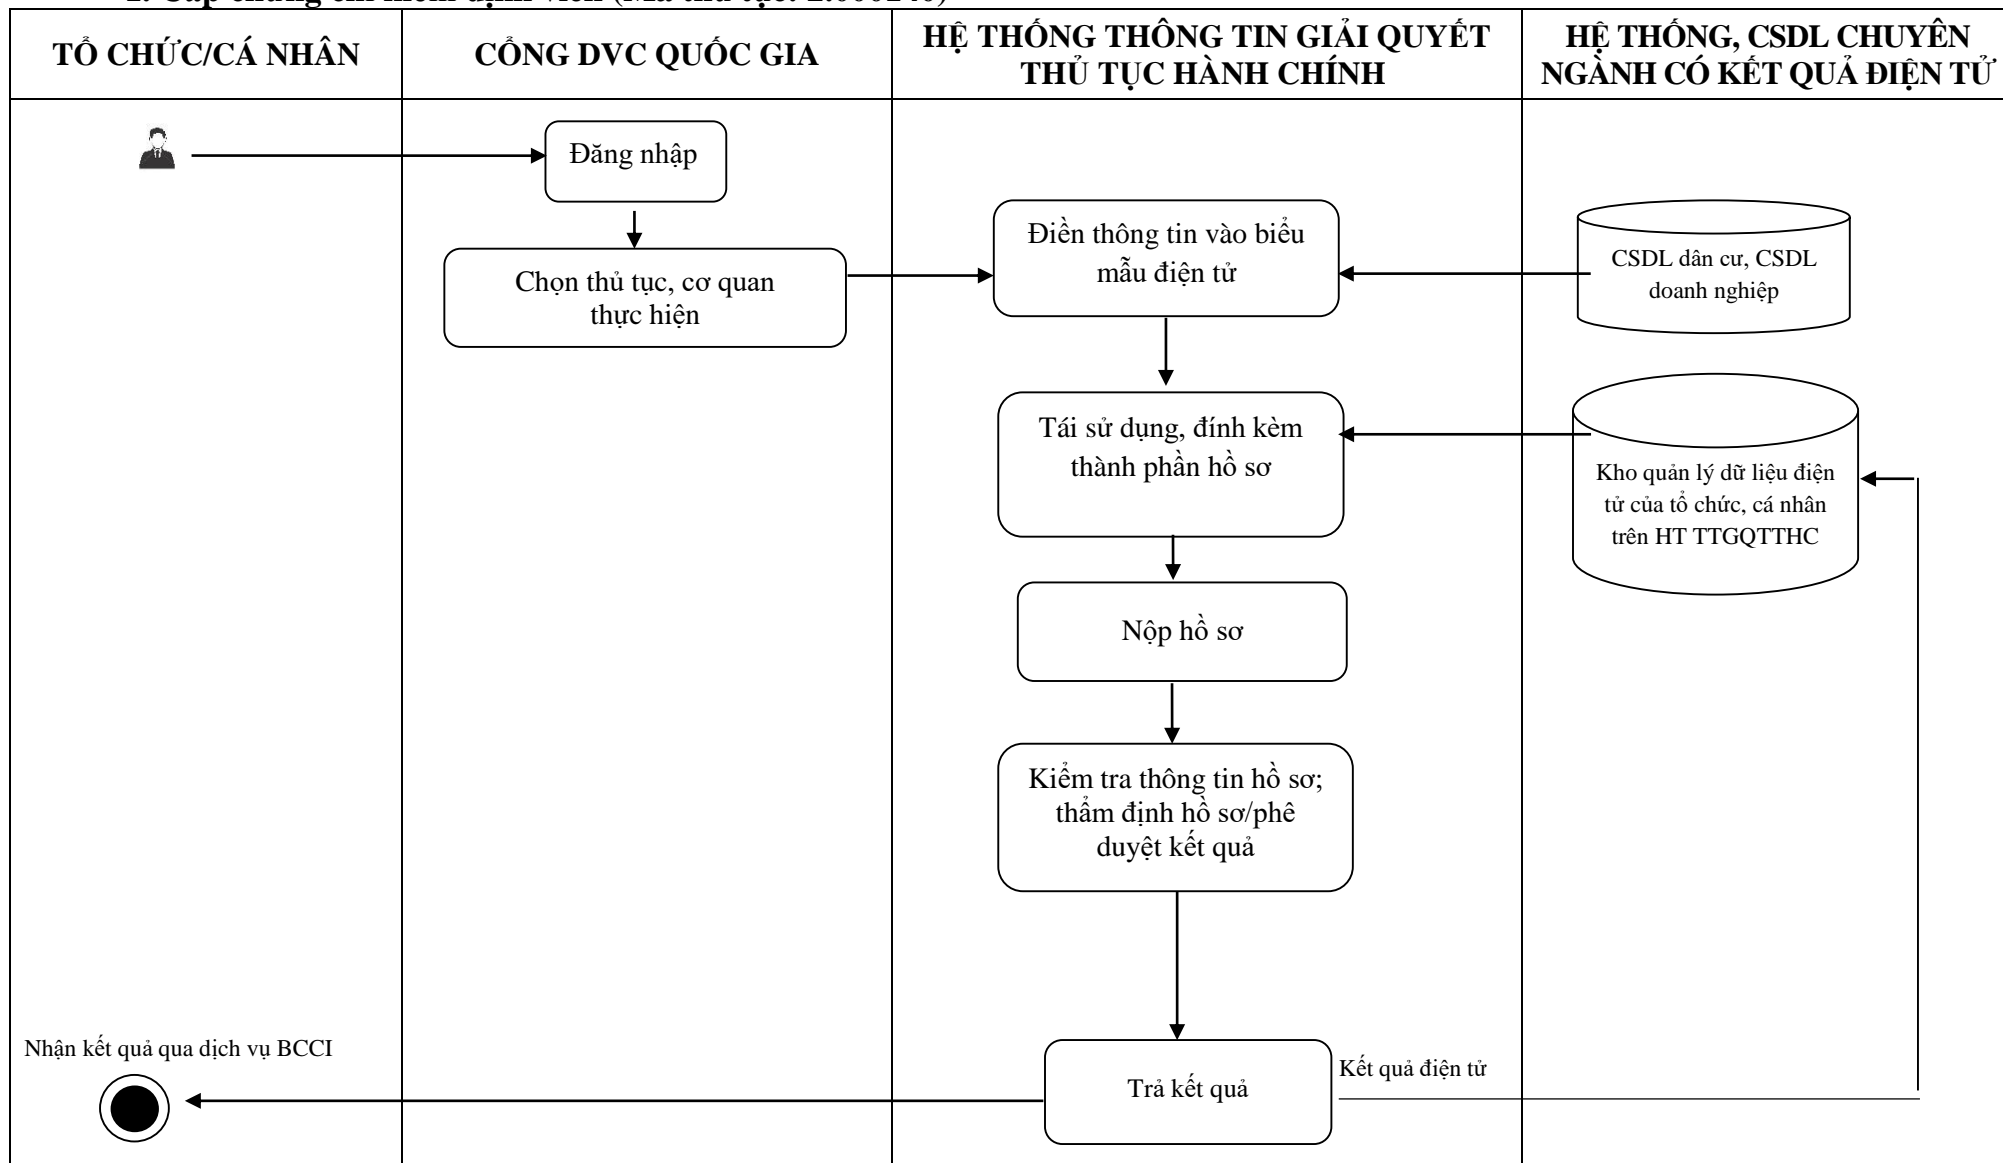 TỔ CHỨC/CÁ NHÂN
CỔNG DVC QUỐC GIA
HỆ THỐNG THÔNG TIN GIẢI QUYẾT
THỦ TỤC HÀNH CHÍNH
HỆ THỐNG, CSDL CHUYÊN
NGÀNH CÓ KẾT QUẢ ĐIỆN TỬ
Đăng nhập
Chọn thủ tục, cơ quan
thực hiện
Điền thông tin vào biểu
mẫu điện tử
CSDL dân cư, CSDL
doanh nghiệp
Tái sử dụng, đính kèm
thành phần hồ sơ
Kho quản lý dữ liệu điện
tử của tổ chức, cá nhân
trên HT TTGQTTHC
Nộp hồ sơ
Kiểm tra thông tin hồ sơ;
thẩm định hồ sơ/phê
duyệt kết quả
Nhận kết quả qua dịch vụ BCCI
Trả kết quả
Kết quả điện tử